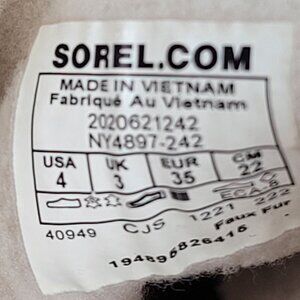 SOREL.COM
MADE IN VIETNAM
Fabriqué Au Vietnam
2020621242
NY4897-242
USA UK EUR CM
4 3 35 22
40949 CJS 1221 222
Faux Fur